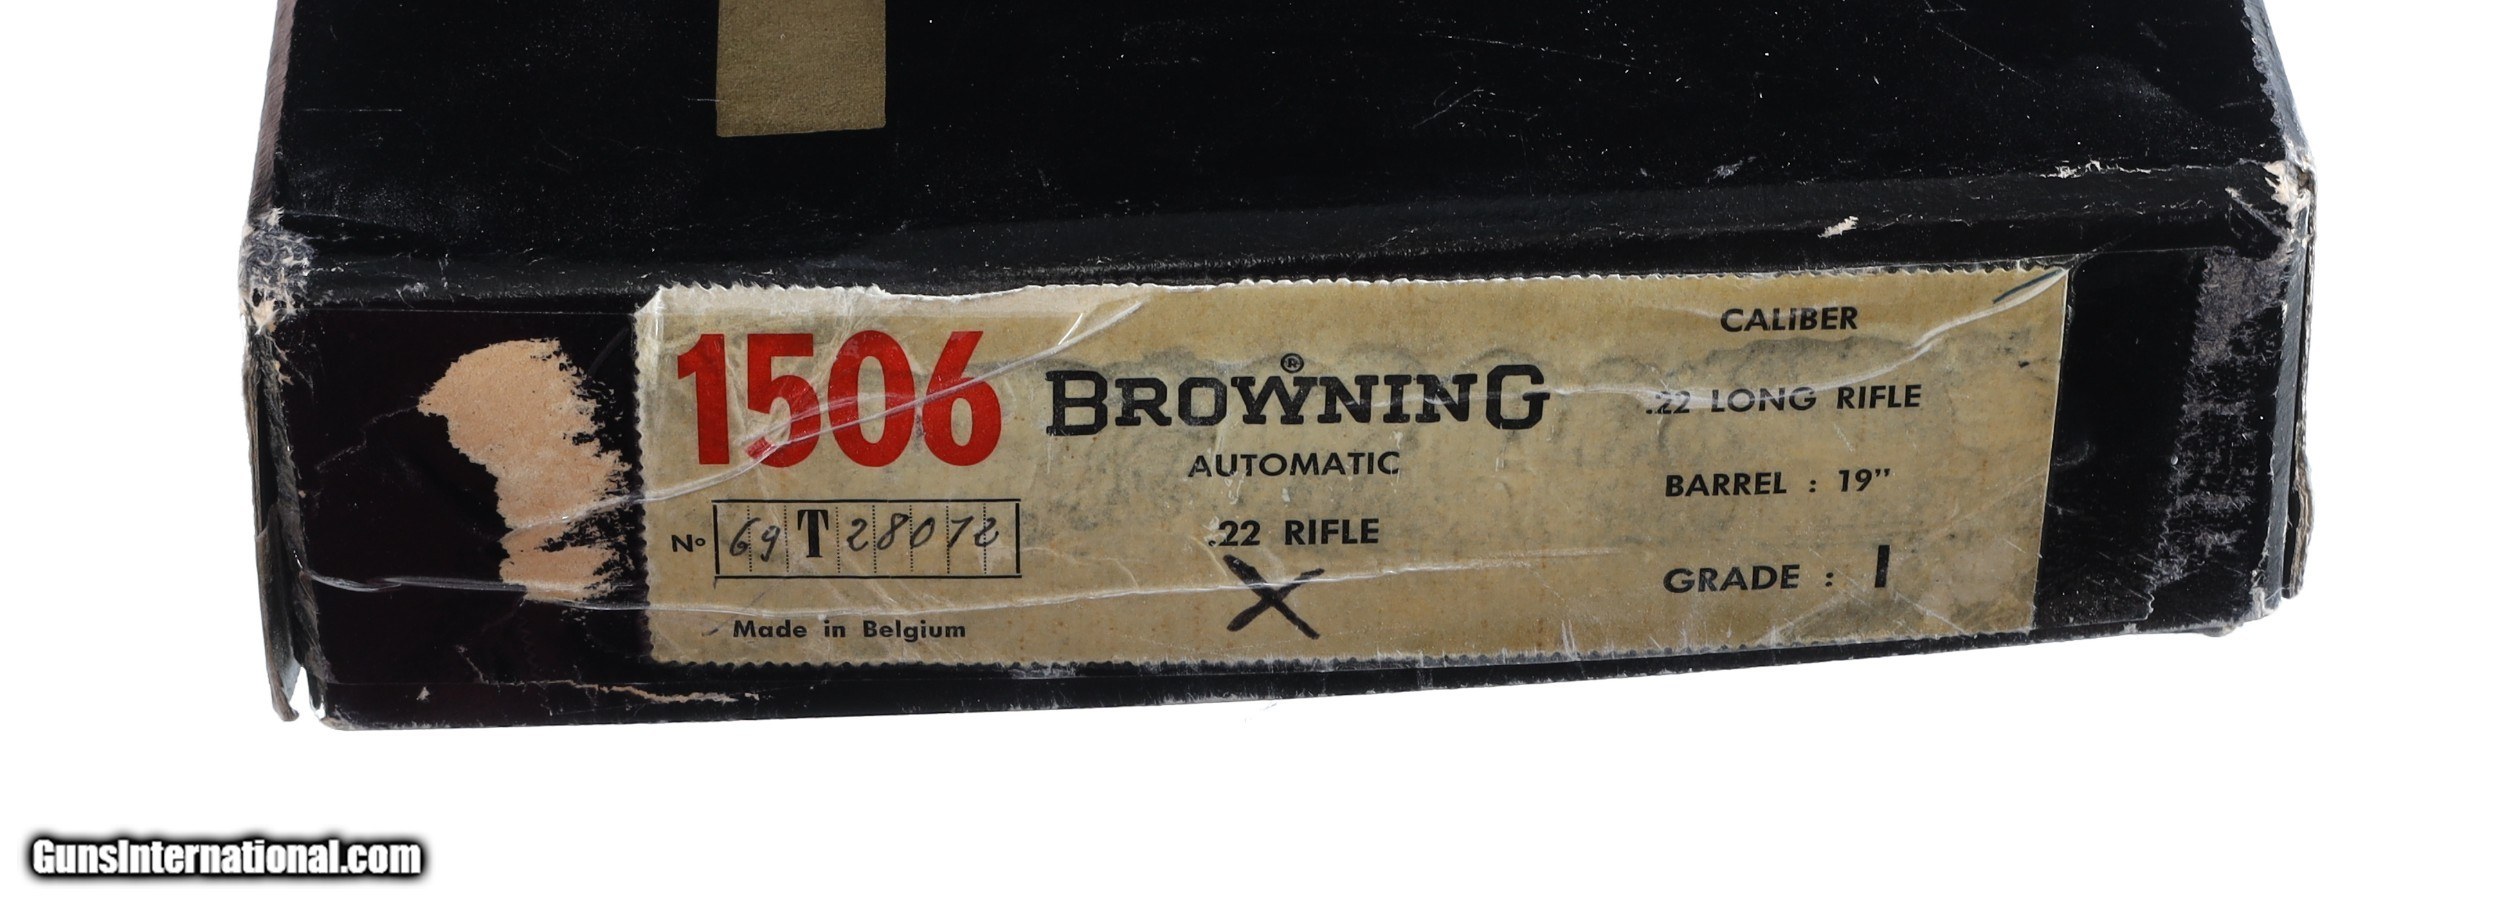 1506
BROWNING®
AUTOMATIC
.22 RIFLE
X
CALIBER
.22 LONG RIFLE
BARREL : 19"
GRADE : I
No 69 T 28072
Made in Belgium
GunsInternational.com